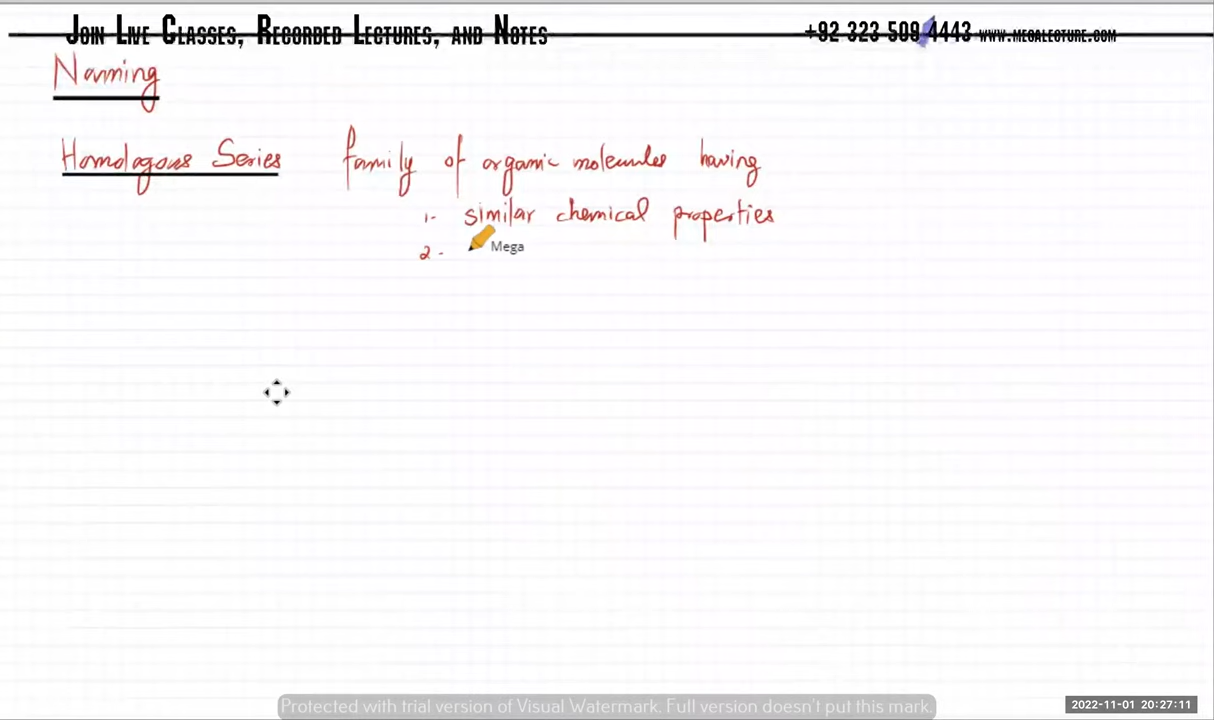 JOIN LIVE CLASSES, RECORDED LECTURES, AND NOTES +92 323 509 4443 WWW.MEGALECTURE.COM
Naming
Homologous Series family of organic molecules having
1. similar chemical properties
2. Mega
Protected with trial version of Visual Watermark. Full version doesn't put this mark.
2022-11-01 20:27:11